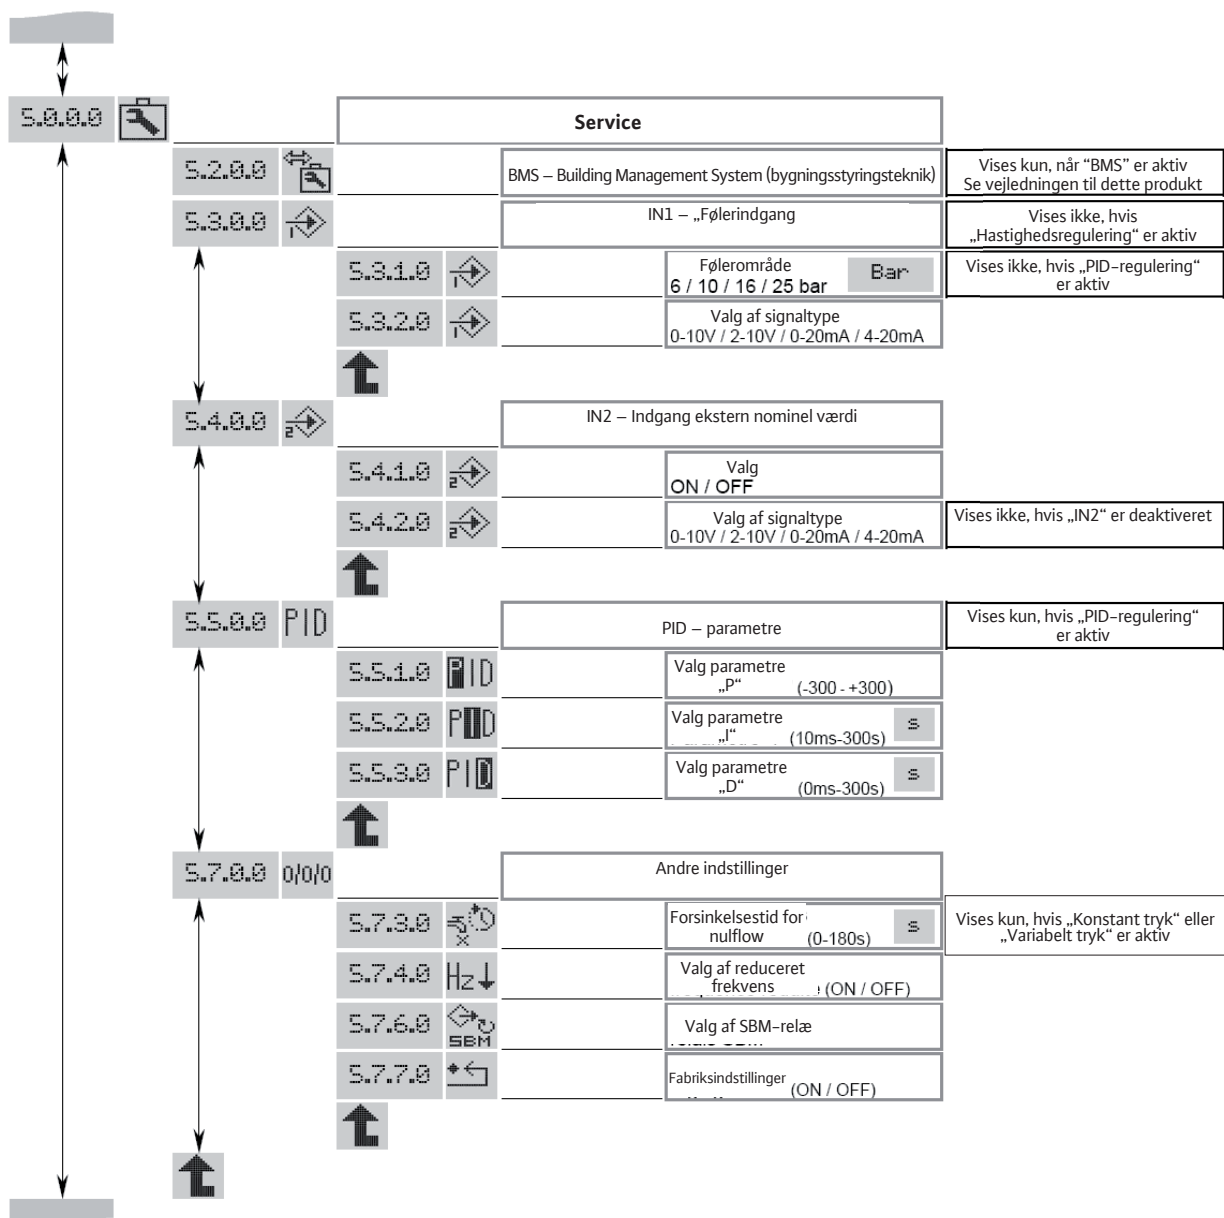 5.0.0.0
Service
5.2.0.0
BMS – Building Management System (bygningsstyringsteknik)
Vises kun, når “BMS” er aktiv
Se vejledningen til dette produkt
5.3.0.0
1
IN1 – „Følerindgang
Vises ikke, hvis
„Hastighedsregulering“ er aktiv
5.3.1.0
1
Følerområde
6 / 10 / 16 / 25 bar
Bar
Vises ikke, hvis „PID-regulering“
er aktiv
5.3.2.0
1
Valg af signaltype
0-10V / 2-10V / 0-20mA / 4-20mA
5.4.0.0
2
IN2 – Indgang ekstern nominel værdi
5.4.1.0
2
Valg
ON / OFF
5.4.2.0
2
Valg af signaltype
0-10V / 2-10V / 0-20mA / 4-20mA
Vises ikke, hvis „IN2“ er deaktiveret
5.5.0.0 PID
PID – parametre
Vises kun, hvis „PID-regulering“
er aktiv
5.5.1.0 PID
Valg parametre
„P“ (-300 - +300)
5.5.2.0 PID
Valg parametre
„I“ (10ms-300s)
s
5.5.3.0 PID
Valg parametre
„D“ (0ms-300s)
s
5.7.0.0 0/0/0
Andre indstillinger
5.7.3.0
Forsinkelsestid for
nulflow (0-180s)
s
Vises kun, hvis „Konstant tryk“ eller
„Variabelt tryk“ er aktiv
5.7.4.0 Hz
Valg af reduceret
frekvens (ON / OFF)
5.7.6.0 SBM
Valg af SBM-relæ
5.7.7.0
Fabriksindstillinger (ON / OFF)